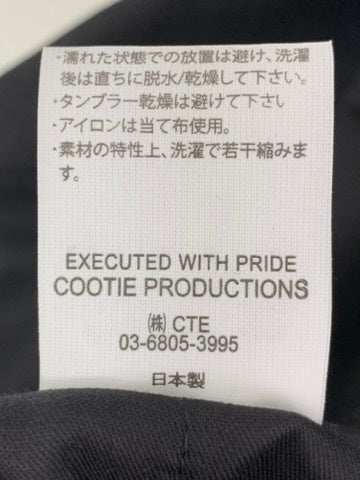 ・濡れた状態での放置は避け、洗濯
後は直ちに脱水/乾燥して下さい。
・タンブラー乾燥は避けて下さい
・アイロンは当て布使用。
・素材の特性上、洗濯で若干縮みま
す。
EXECUTED WITH PRIDE
COOTIE PRODUCTIONS
㈱ CTE
03-6805-3995
日本製